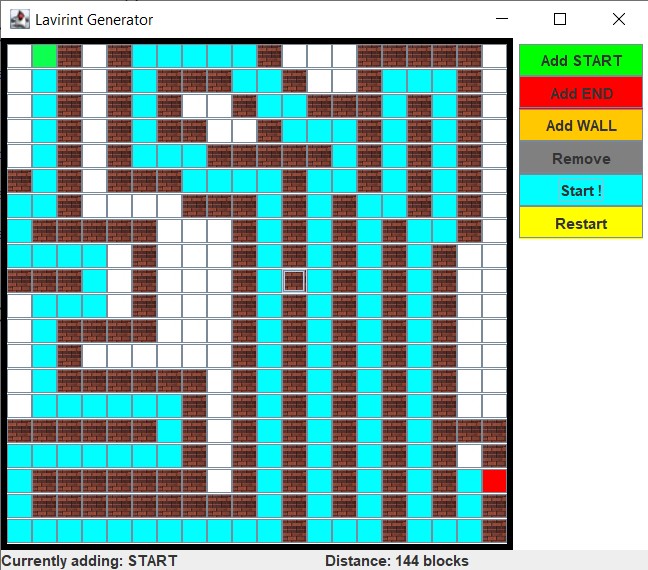 Lavirint Generator
Add START
Add END
Add WALL
Remove
Start !
Restart
Currently adding: START
Distance: 144 blocks